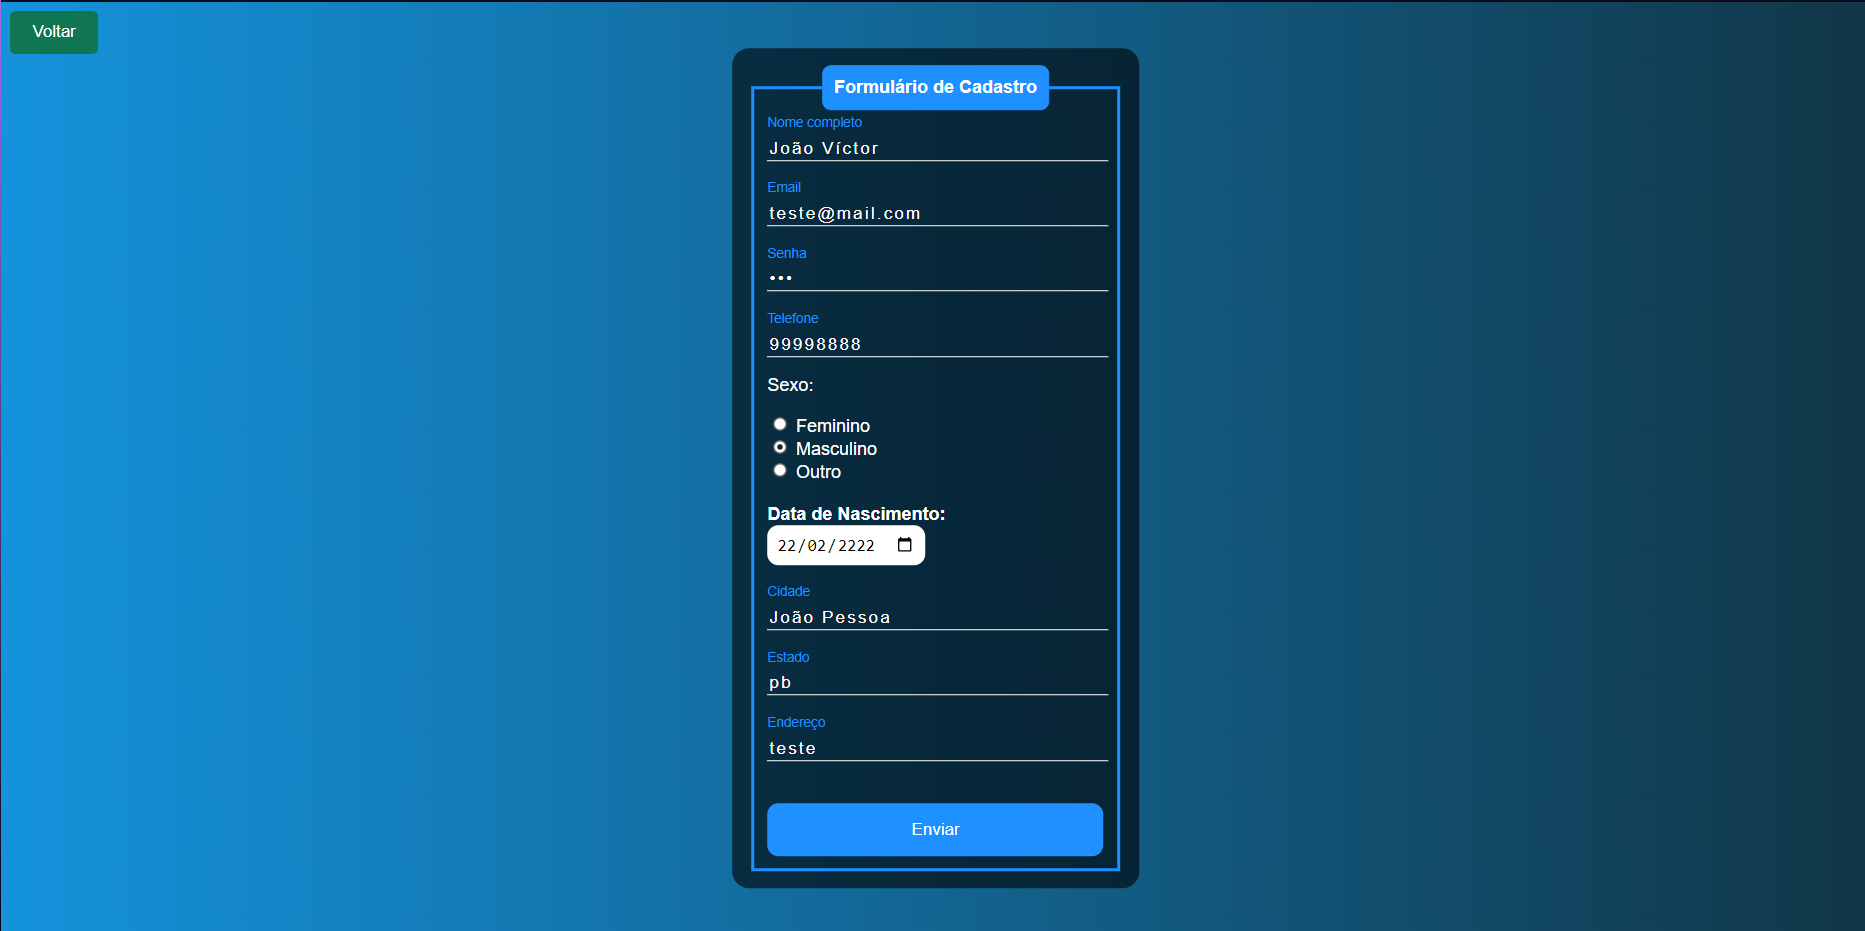 Voltar
Formulário de Cadastro
Nome completo
João Víctor
Email
teste@mail.com
Senha
•••
Telefone
99998888
Sexo:
Feminino
Masculino
Outro
Data de Nascimento:
22/02/2222
Cidade
João Pessoa
Estado
pb
Endereço
teste
Enviar